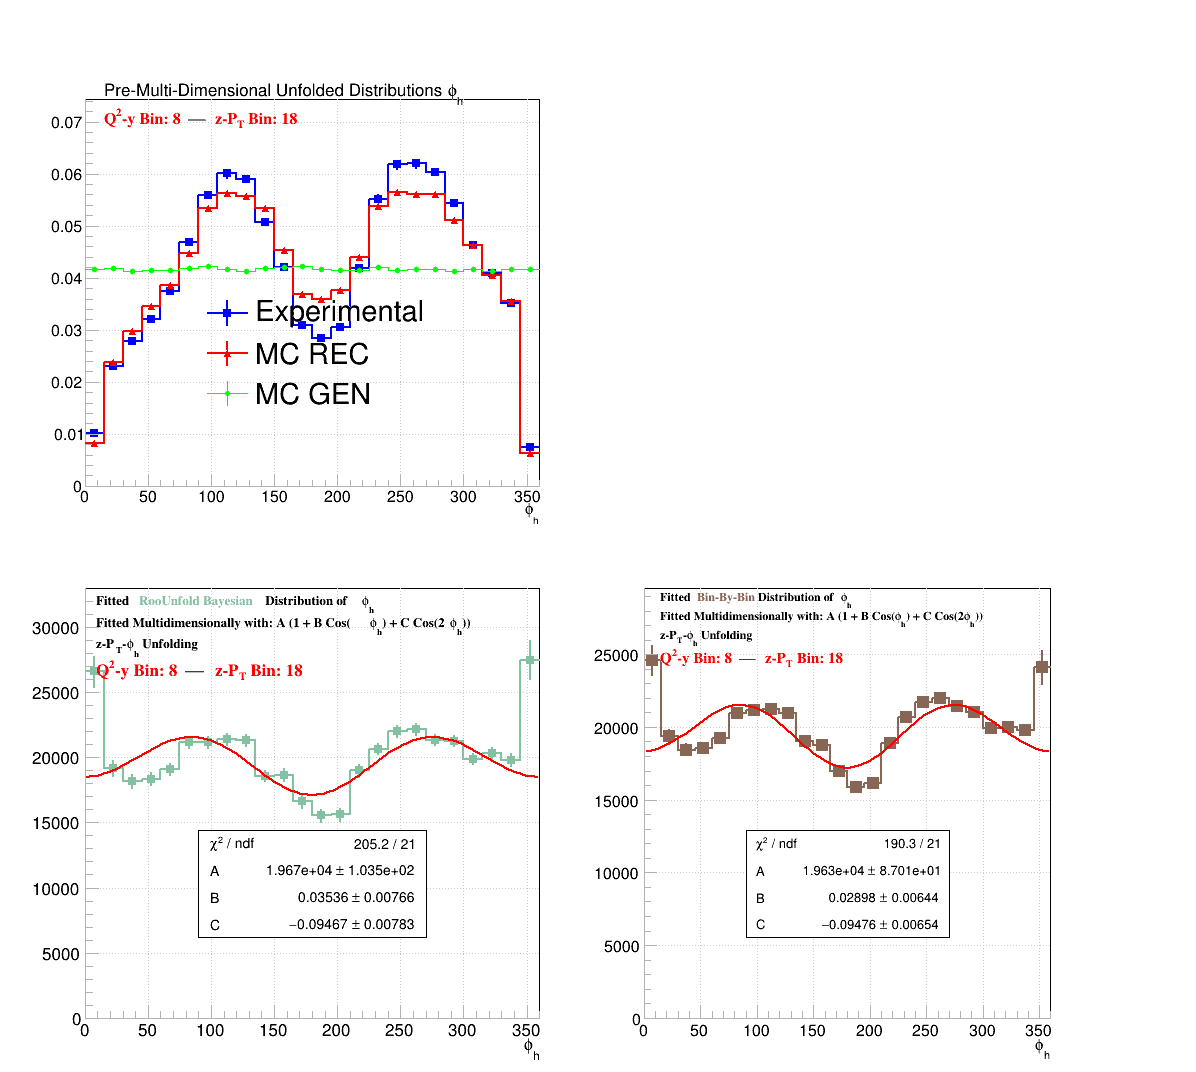 Pre-Multi-Dimensional Unfolded Distributions ϕh
Q²-y Bin: 8 — z-PT Bin: 18
0.07
0.06
0.05
0.04
0.03
0.02
0.01
0
Experimental
MC REC
MC GEN
0 50 100 150 200 250 300 350
ϕh
Fitted RooUnfold Bayesian Distribution of ϕh
Fitted Multidimensionally with: A (1 + B Cos( ϕh) + C Cos(2 ϕh))
z-PT-ϕh Unfolding
Q²-y Bin: 8 — z-PT Bin: 18
30000
25000
20000
15000
10000
5000
0
χ² / ndf 205.2 / 21
A 1.967e+04 ± 1.035e+02
B 0.03536 ± 0.00766
C −0.09467 ± 0.00783
0 50 100 150 200 250 300 350
ϕh
Fitted Bin-By-Bin Distribution of ϕh
Fitted Multidimensionally with: A (1 + B Cos(ϕh) + C Cos(2ϕh))
z-PT-ϕh Unfolding
Q²-y Bin: 8 — z-PT Bin: 18
25000
20000
15000
10000
5000
0
χ² / ndf 190.3 / 21
A 1.963e+04 ± 8.701e+01
B 0.02898 ± 0.00644
C −0.09476 ± 0.00654
0 50 100 150 200 250 300 350
ϕh